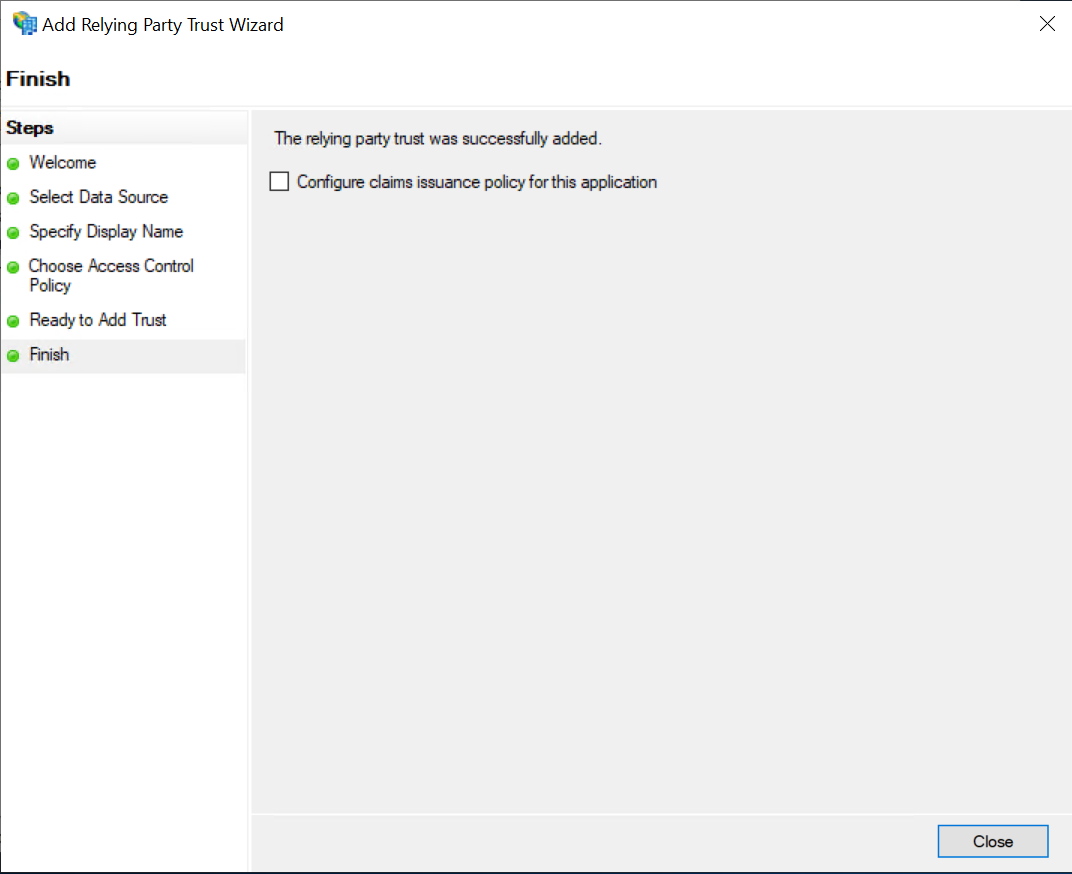 Add Relying Party Trust Wizard
Finish
Steps
Welcome
Select Data Source
Specify Display Name
Choose Access Control
Policy
Ready to Add Trust
Finish
The relying party trust was successfully added.
Configure claims issuance policy for this application
Close